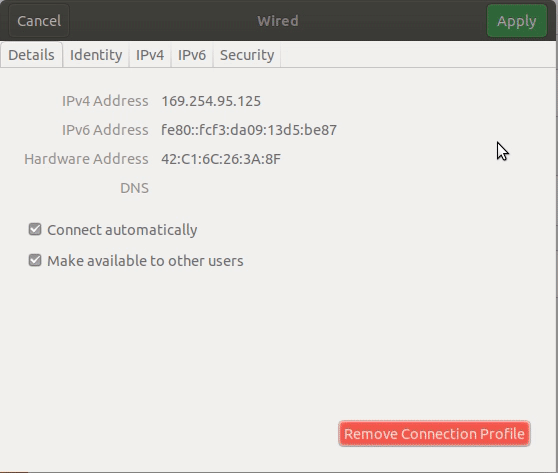 Cancel Wired Apply
Details Identity IPv4 IPv6 Security
IPv4 Address 169.254.95.125
IPv6 Address fe80::fcf3:da09:13d5:be87
Hardware Address 42:C1:6C:26:3A:8F
DNS
Connect automatically
Make available to other users
Remove Connection Profile